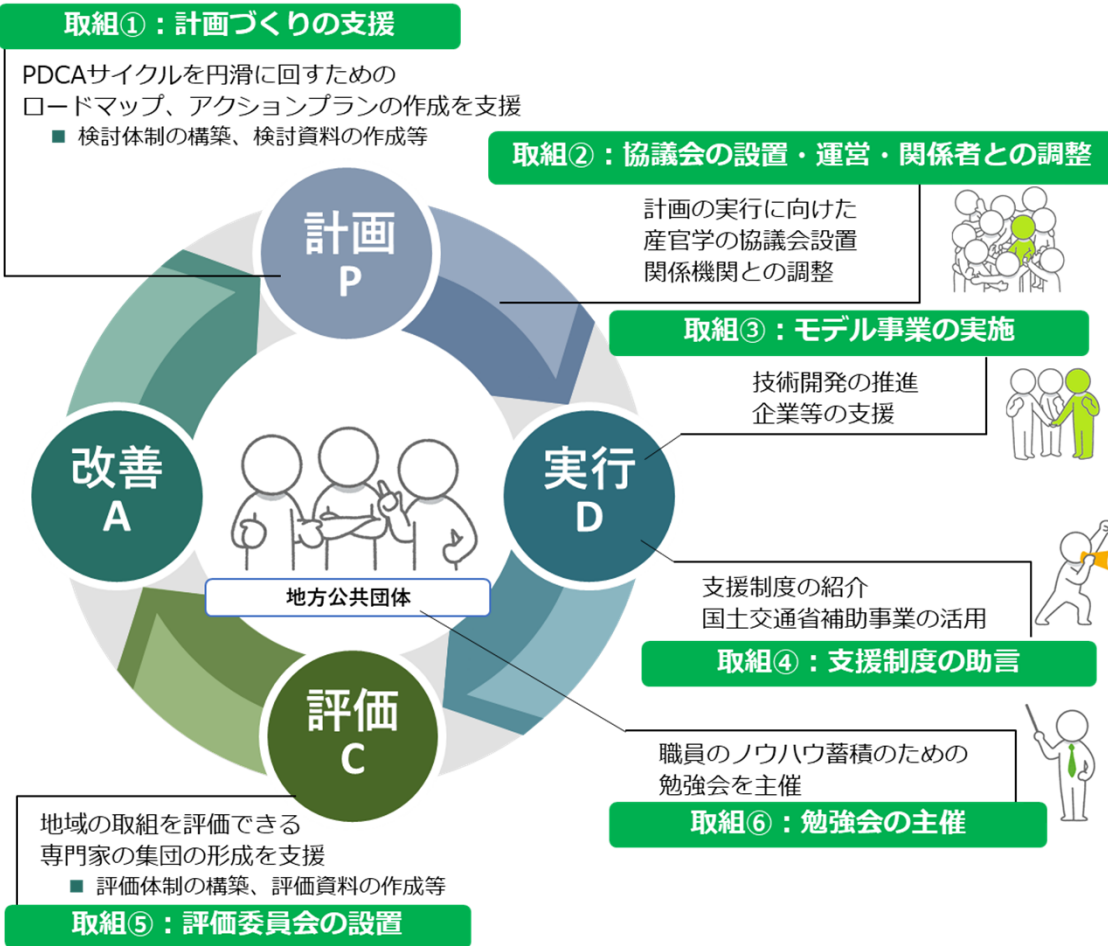 取組①：計画づくりの支援
PDCAサイクルを円滑に回すための
ロードマップ、アクションプランの作成を支援
■ 検討体制の構築、検討資料の作成等
取組②：協議会の設置・運営・関係者との調整
計画の実行に向けた
産官学の協議会設置
関係機関との調整
計画
P
取組③：モデル事業の実施
技術開発の推進
企業等の支援
改善
A
実行
D
地方公共団体
支援制度の紹介
国土交通省補助事業の活用
取組④：支援制度の助言
評価
C
職員のノウハウ蓄積のための
勉強会を主催
取組⑥：勉強会の主催
地域の取組を評価できる
専門家の集団の形成を支援
■ 評価体制の構築、評価資料の作成等
取組⑤：評価委員会の設置